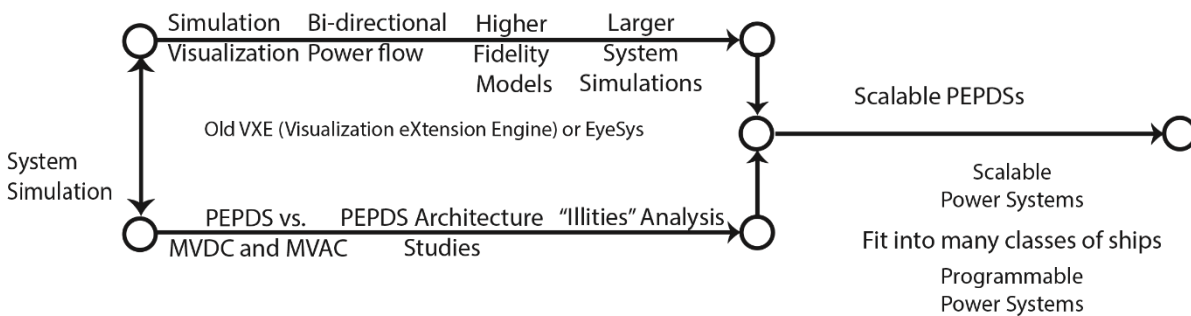 Simulation Bi-directional Higher Larger
Visualization Power flow Fidelity System
Models Simulations
Scalable PEPDSs
Old VXE (Visualization eXtension Engine) or EyeSys
System
Simulation
Scalable
Power Systems
PEPDS vs. PEPDS Architecture “Illities” Analysis
MVDC and MVAC Studies
Fit into many classes of ships
Programmable
Power Systems